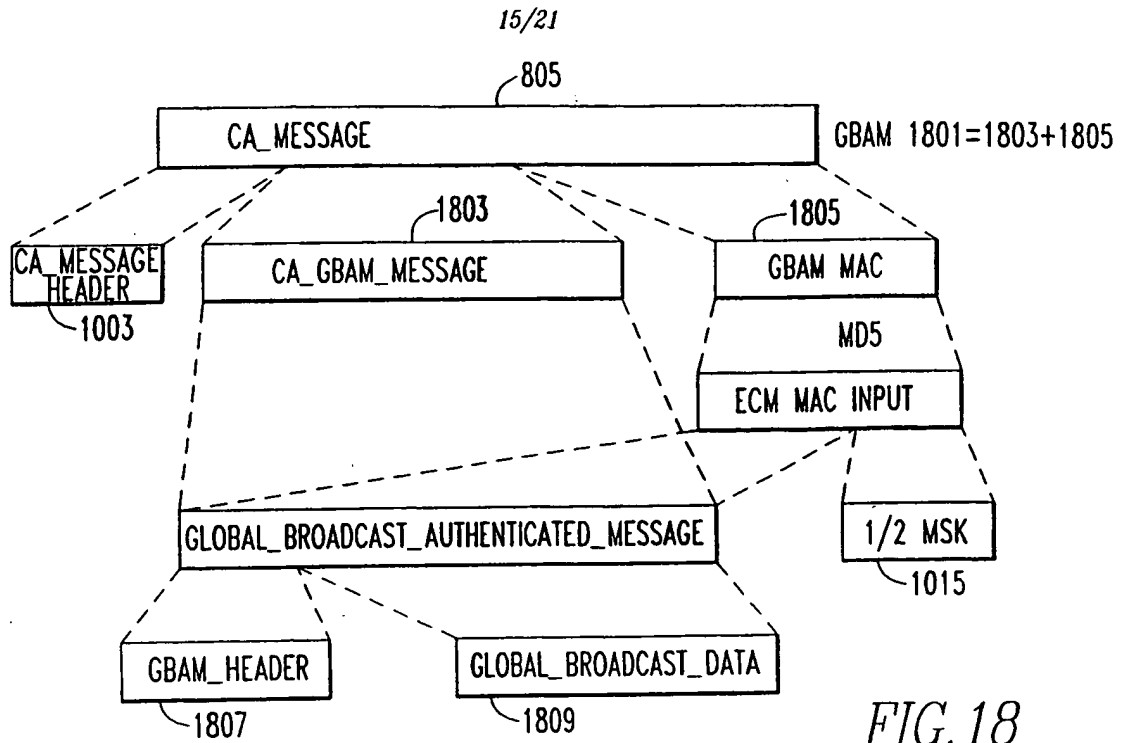 15/21
805
CA_MESSAGE
GBAM 1801=1803+1805
1803
1805
CA_MESSAGE
HEADER
CA_GBAM_MESSAGE
GBAM MAC
1003
MD5
ECM MAC INPUT
GLOBAL_BROADCAST_AUTHENTICATED_MESSAGE
1/2 MSK
1015
GBAM_HEADER
GLOBAL_BROADCAST_DATA
1807
1809
FIG. 18